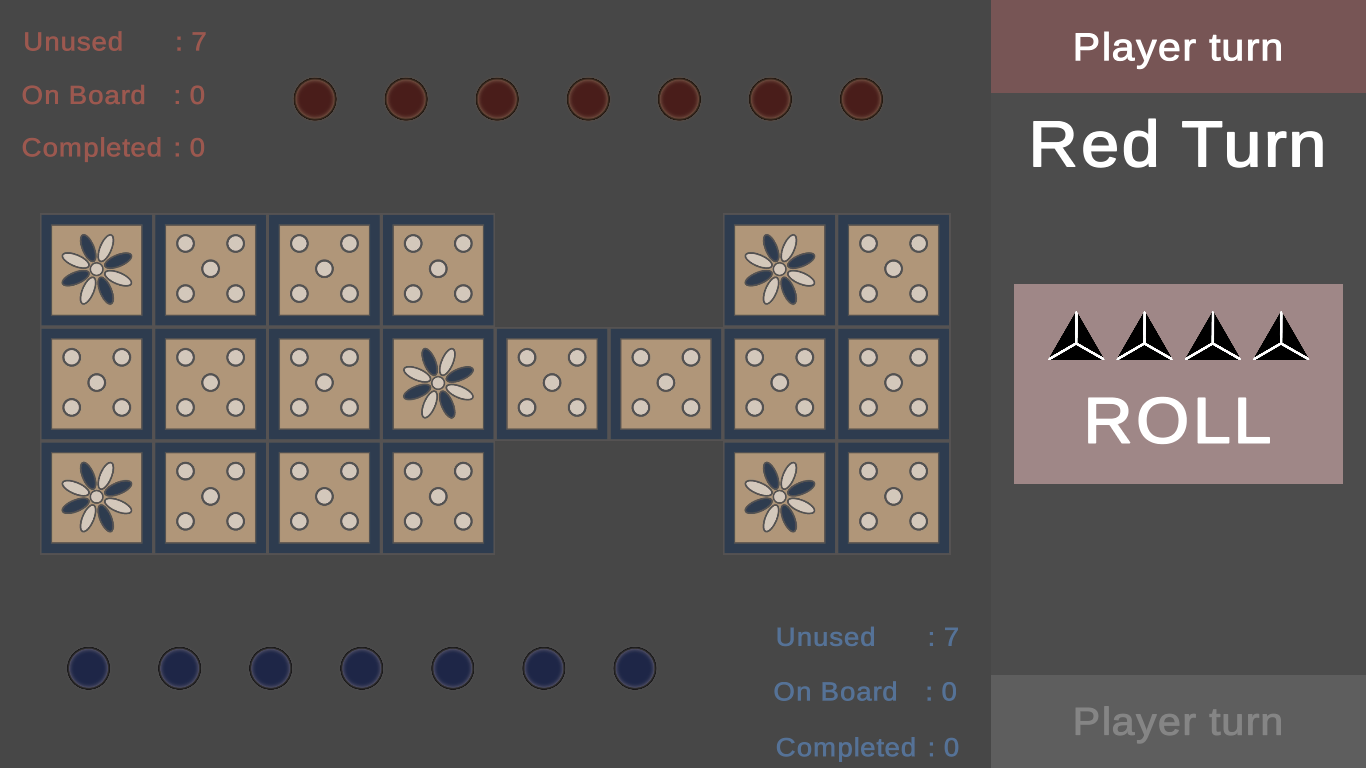 Unused : 7
On Board : 0
Completed : 0
Player turn
Red Turn
ROLL
Unused : 7
On Board : 0
Completed : 0
Player turn